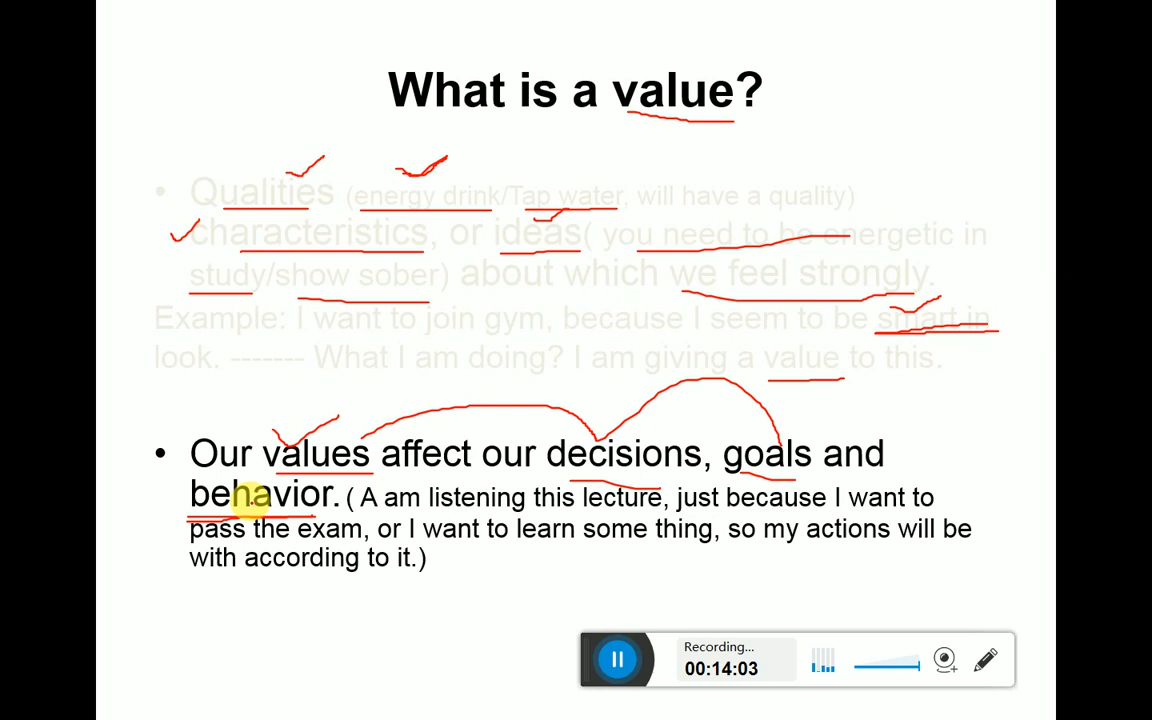 What is a value?
• Qualities (energy drink/Tap water, will have a quality)
characteristics, or ideas( you need to be energetic in
study/show sober) about which we feel strongly.
Example: I want to join gym, because I seem to be smart in
look. ------- What I am doing? I am giving a value to this.
• Our values affect our decisions, goals and
behavior. ( A am listening this lecture, just because I want to
pass the exam, or I want to learn some thing, so my actions will be
with according to it.)
Recording...
00:14:03